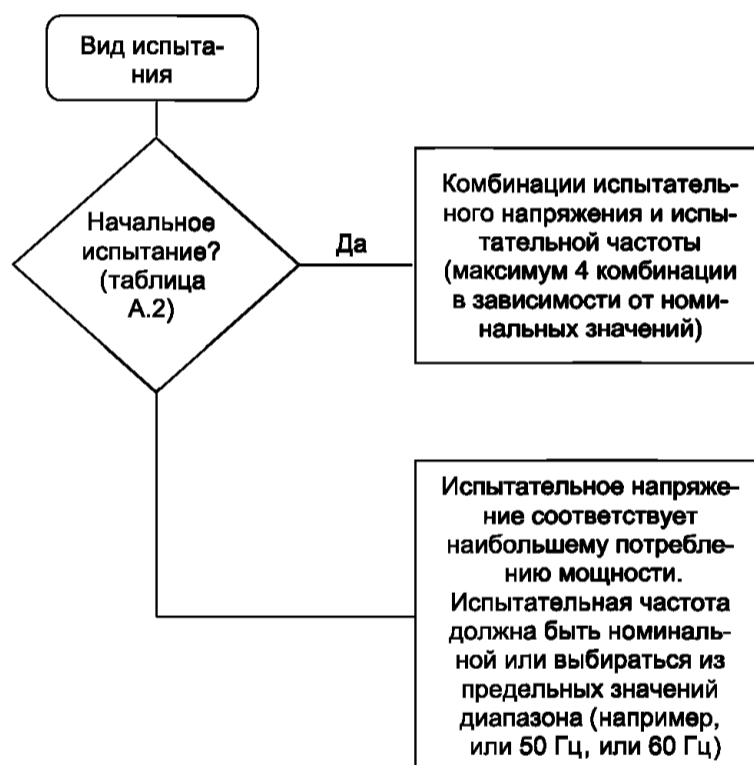 Вид испыта-
ния
Начальное
испытание?
(таблица
А.2)
Да
Комбинации испытатель-
ного напряжения и испы-
тательной частоты
(максимум 4 комбинации
в зависимости от номи-
нальных значений)
Испытательное напряже-
ние соответствует
наибольшему потребле-
нию мощности.
Испытательная частота
должна быть номиналь-
ной или выбираться из
предельных значений
диапазона (например,
или 50 Гц, или 60 Гц)